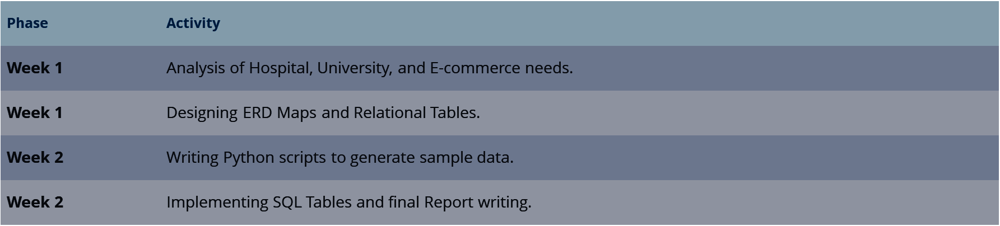 Phase Activity
Week 1 Analysis of Hospital, University, and E-commerce needs.
Week 1 Designing ERD Maps and Relational Tables.
Week 2 Writing Python scripts to generate sample data.
Week 2 Implementing SQL Tables and final Report writing.